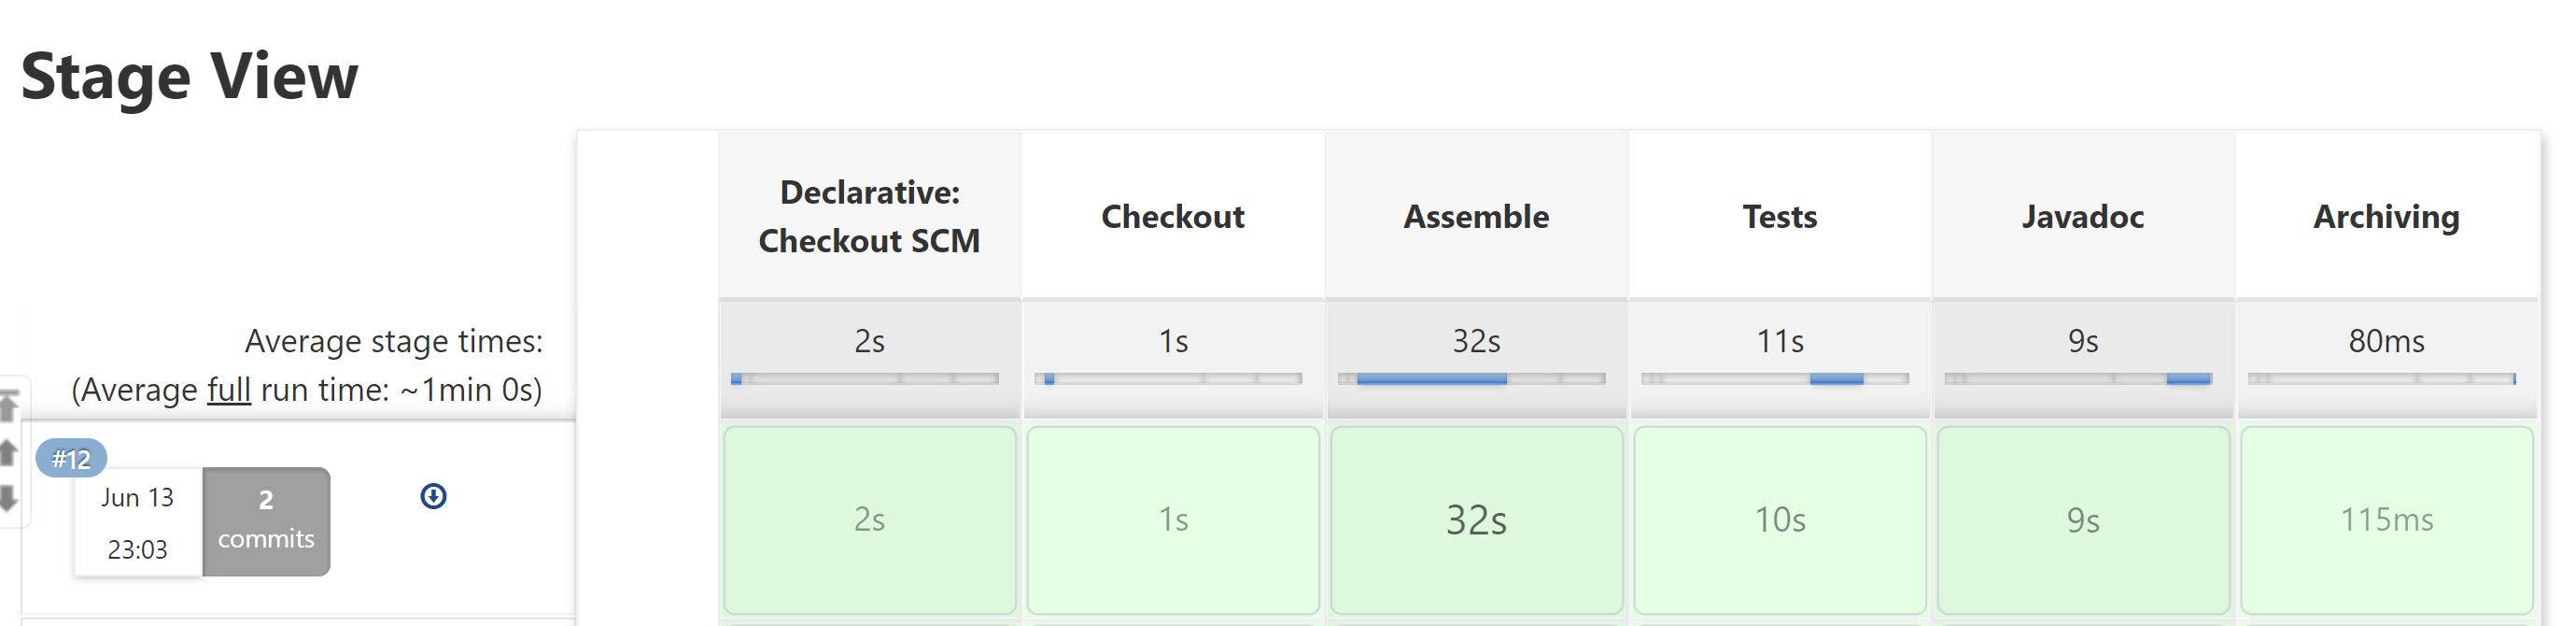 Stage View
Declarative:
Checkout SCM
Checkout
Assemble
Tests
Javadoc
Archiving
Average stage times:
(Average full run time: ~1min 0s)
2s
1s
32s
11s
9s
80ms
#12
Jun 13
23:03
2
commits
2s
1s
32s
10s
9s
115ms